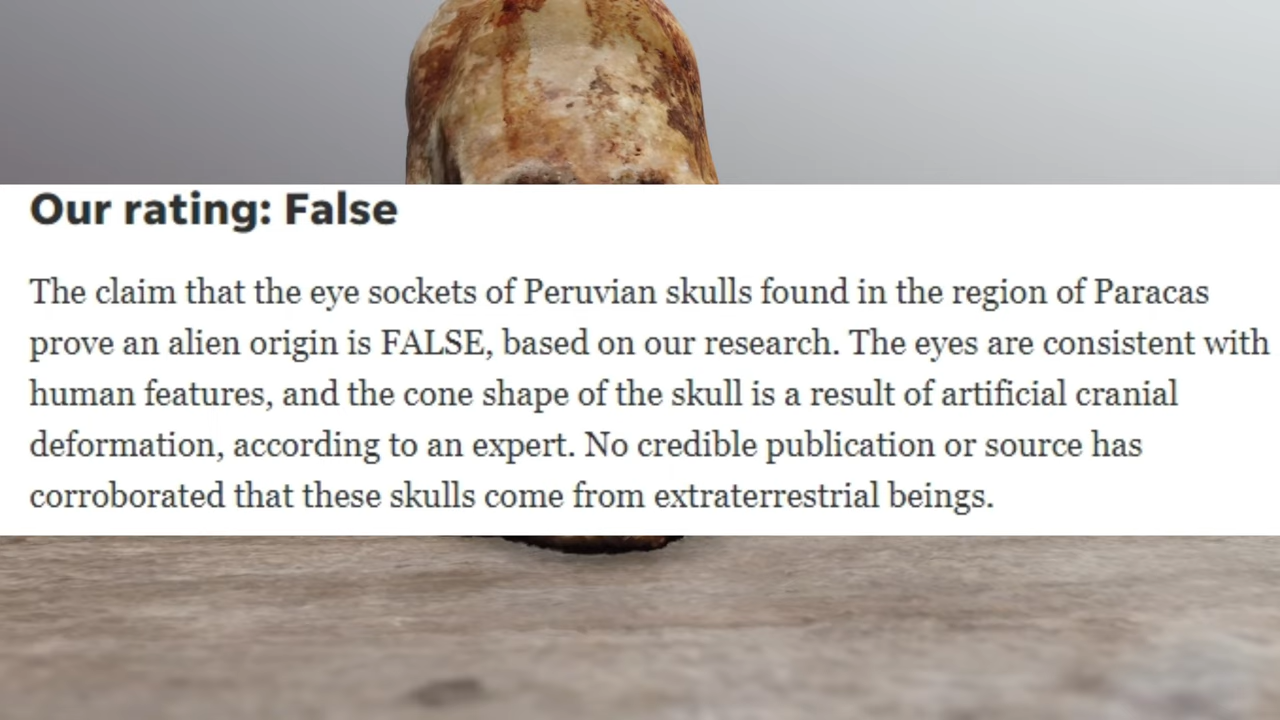 Our rating: False
The claim that the eye sockets of Peruvian skulls found in the region of Paracas
prove an alien origin is FALSE, based on our research. The eyes are consistent with
human features, and the cone shape of the skull is a result of artificial cranial
deformation, according to an expert. No credible publication or source has
corroborated that these skulls come from extraterrestrial beings.